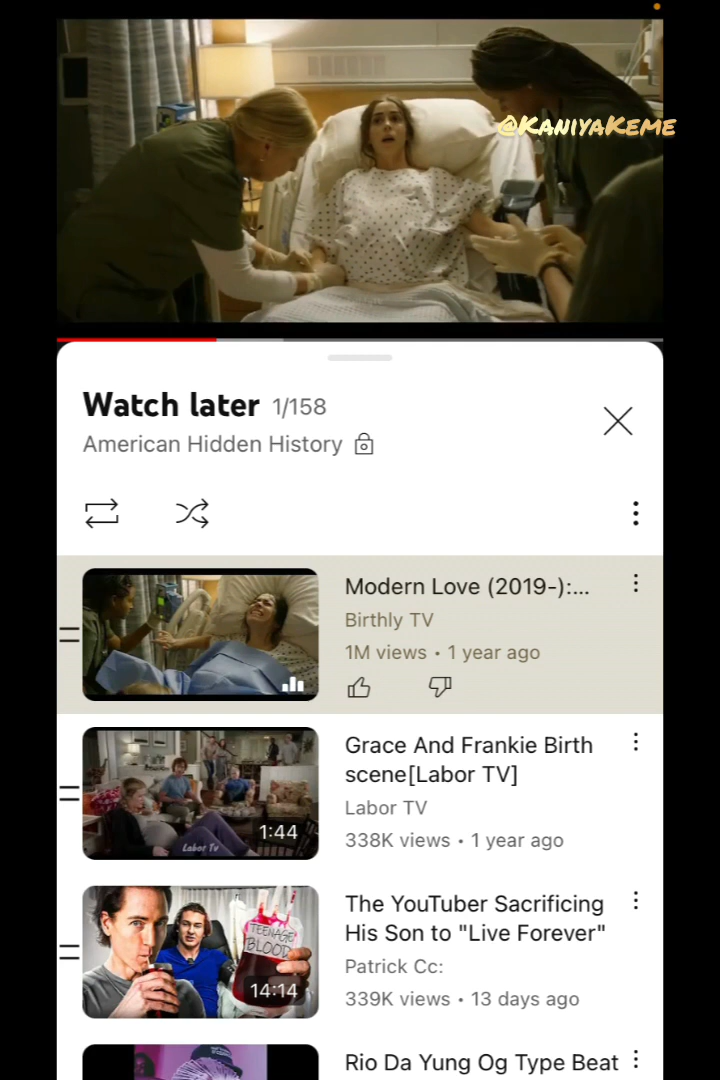 @KANIYAKEME
Watch later 1/158
American Hidden History
Modern Love (2019-):...
Birthly TV
1M views • 1 year ago
Grace And Frankie Birth
scene[Labor TV]
Labor TV
338K views • 1 year ago
1:44
Labor Tv
The YouTuber Sacrificing
His Son to "Live Forever"
Patrick Cc:
339K views • 13 days ago
TEENAGE
BLOOD
14:14
Rio Da Yung Og Type Beat